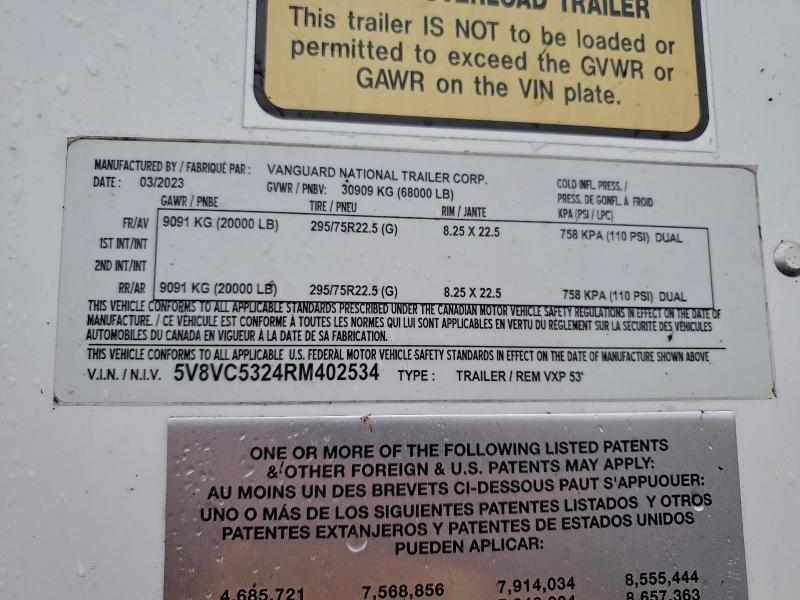 OVERLOAD TRAILER
This trailer IS NOT to be loaded or
permitted to exceed the GVWR or
GAWR on the VIN plate.
MANUFACTURED BY / FABRIQUÉ PAR : VANGUARD NATIONAL TRAILER CORP.
DATE : 03/2023 GVWR / PNBV: 30909 KG (68000 LB) COLD INFL. PRESS. /
GAWR / PNBE TIRE / PNEU RIM / JANTE PRESS. DE GONFL. À FROID
KPA (PSI / LPC)
FR/AV 9091 KG (20000 LB) 295/75R22.5 (G) 8.25 X 22.5 758 KPA (110 PSI) DUAL
1ST INT/INT
2ND INT/INT
RR/AR 9091 KG (20000 LB) 295/75R22.5 (G) 8.25 X 22.5 758 KPA (110 PSI) DUAL
THIS VEHICLE CONFORMS TO ALL APPLICABLE STANDARDS PRESCRIBED UNDER THE CANADIAN MOTOR VEHICLE SAFETY REGULATIONS IN EFFECT ON THE DATE OF
MANUFACTURE. / CE VÉHICULE EST CONFORME À TOUTES LES NORMES QUI LUI SONT APPLICABLES EN VERTU DU RÈGLEMENT SUR LA SÉCURITÉ DES VÉHICULES
AUTOMOBILES DU CANADA EN VIGUEUR À LA DATE DE SA FABRICATION.
THIS VEHICLE CONFORMS TO ALL APPLICABLE U.S. FEDERAL MOTOR VEHICLE SAFETY STANDARDS IN EFFECT ON THE DATE OF MANUFACTURE SHOWN ABOVE
V.I.N. / N.I.V. 5V8VC5324RM402534 TYPE : TRAILER / REM VXP 53'
ONE OR MORE OF THE FOLLOWING LISTED PATENTS
& OTHER FOREIGN & U.S. PATENTS MAY APPLY:
AU MOINS UN DES BREVETS CI-DESSOUS PAUT S'APPUOUER:
UNO O MÁS DE LOS SIGUIENTES PATENTES LISTADOS Y OTROS
PATENTES EXTANJEROS Y PATENTES DE ESTADOS UNIDOS
PUEDEN APLICAR:
4,685,721 7,568,856 7,914,034 8,555,444
8,657,363